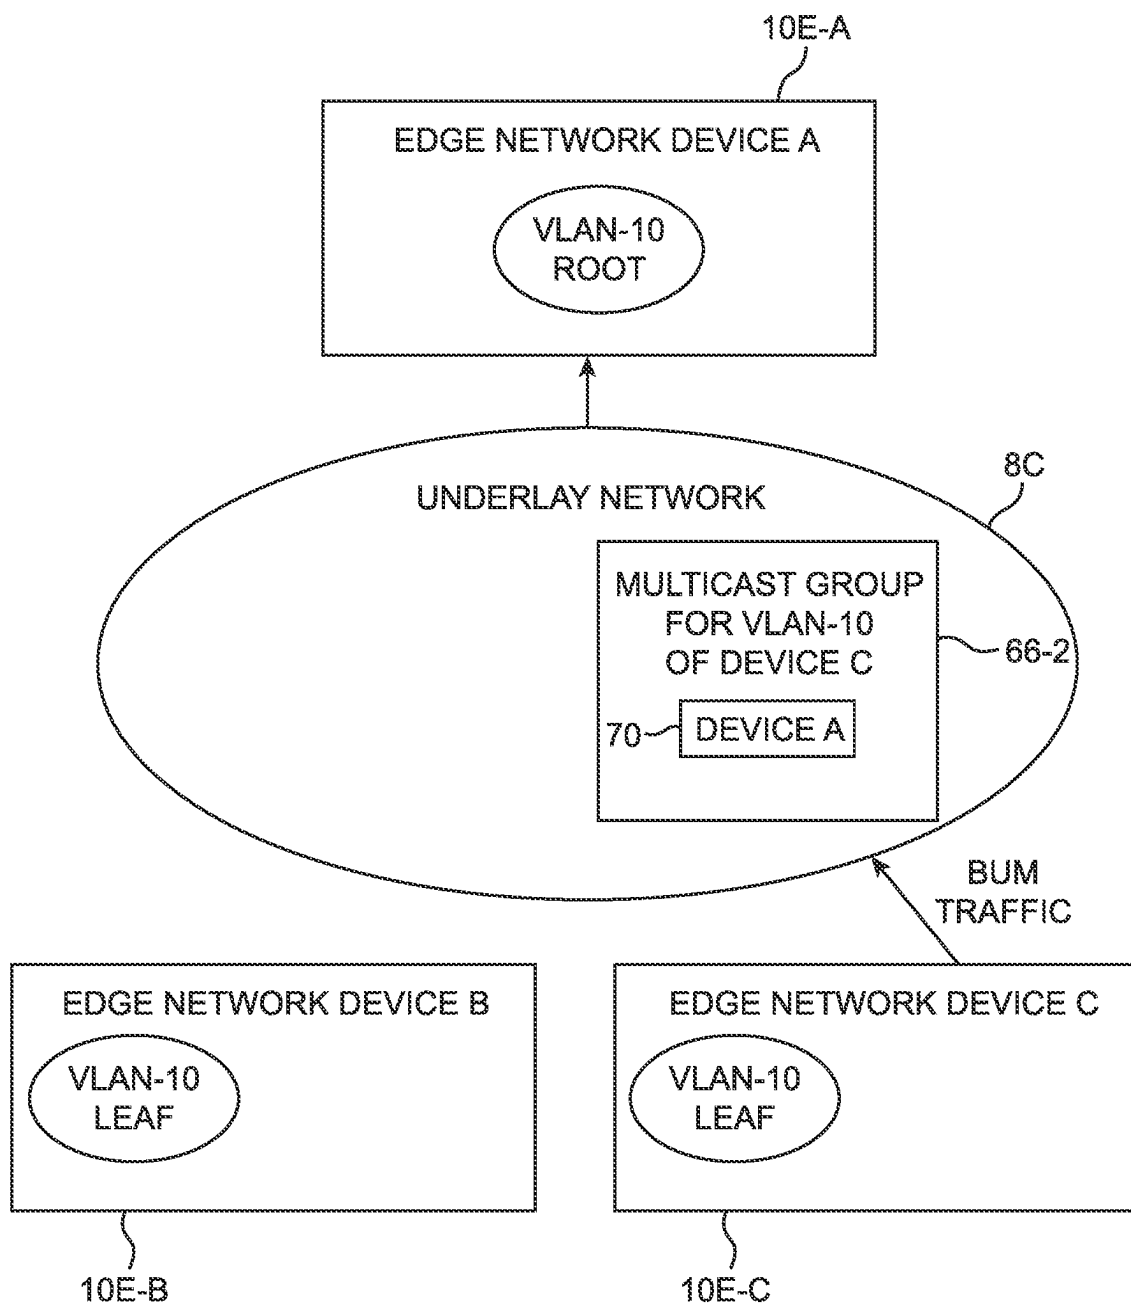 10E-A
EDGE NETWORK DEVICE A
VLAN-10
ROOT
8C
UNDERLAY NETWORK
MULTICAST GROUP
FOR VLAN-10
OF DEVICE C
66-2
70
DEVICE A
BUM
TRAFFIC
EDGE NETWORK DEVICE B
VLAN-10
LEAF
EDGE NETWORK DEVICE C
VLAN-10
LEAF
10E-B
10E-C